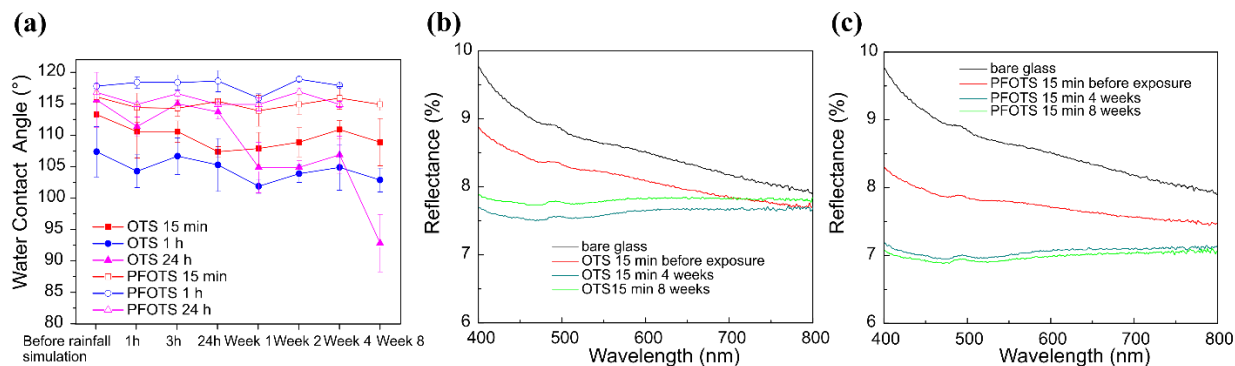 (a)
120
115
110
105
100
95
90
85
80
Water Contact Angle (°)
OTS 15 min
OTS 1 h
OTS 24 h
PFOTS 15 min
PFOTS 1 h
PFOTS 24 h
Before rainfall simulation
1h
3h
24h
Week 1
Week 2
Week 4
Week 8
(b)
10
9
8
7
6
Reflectance (%)
bare glass
OTS 15 min before exposure
OTS 15 min 4 weeks
OTS15 min 8 weeks
400
500
600
700
800
Wavelength (nm)
(c)
10
9
8
7
6
Reflectance (%)
bare glass
PFOTS 15 min before exposure
PFOTS 15 min 4 weeks
PFOTS 15 min 8 weeks
400
500
600
700
800
Wavelength (nm)